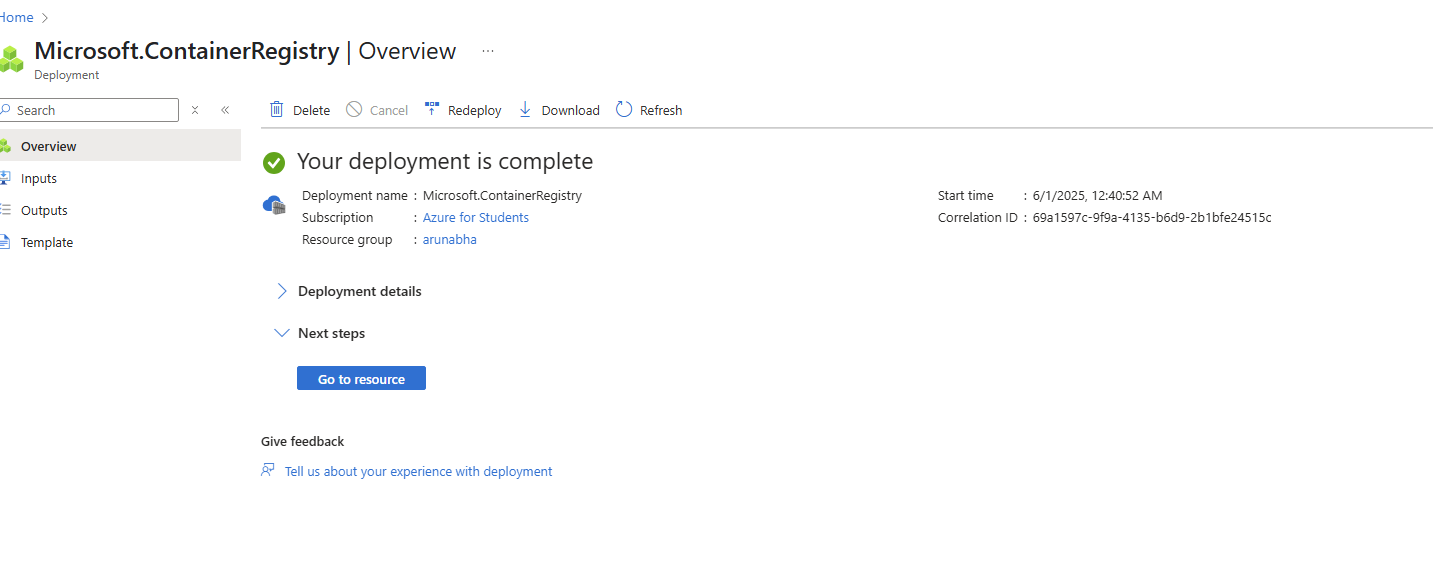 Home
Microsoft.ContainerRegistry | Overview ...
Deployment
Search
Delete Cancel Redeploy Download Refresh
Overview
Inputs
Outputs
Template
Your deployment is complete
Deployment name : Microsoft.ContainerRegistry
Subscription : Azure for Students
Resource group : arunabha
Start time : 6/1/2025, 12:40:52 AM
Correlation ID : 69a1597c-9f9a-4135-b6d9-2b1bfe24515c
Deployment details
Next steps
Go to resource
Give feedback
Tell us about your experience with deployment